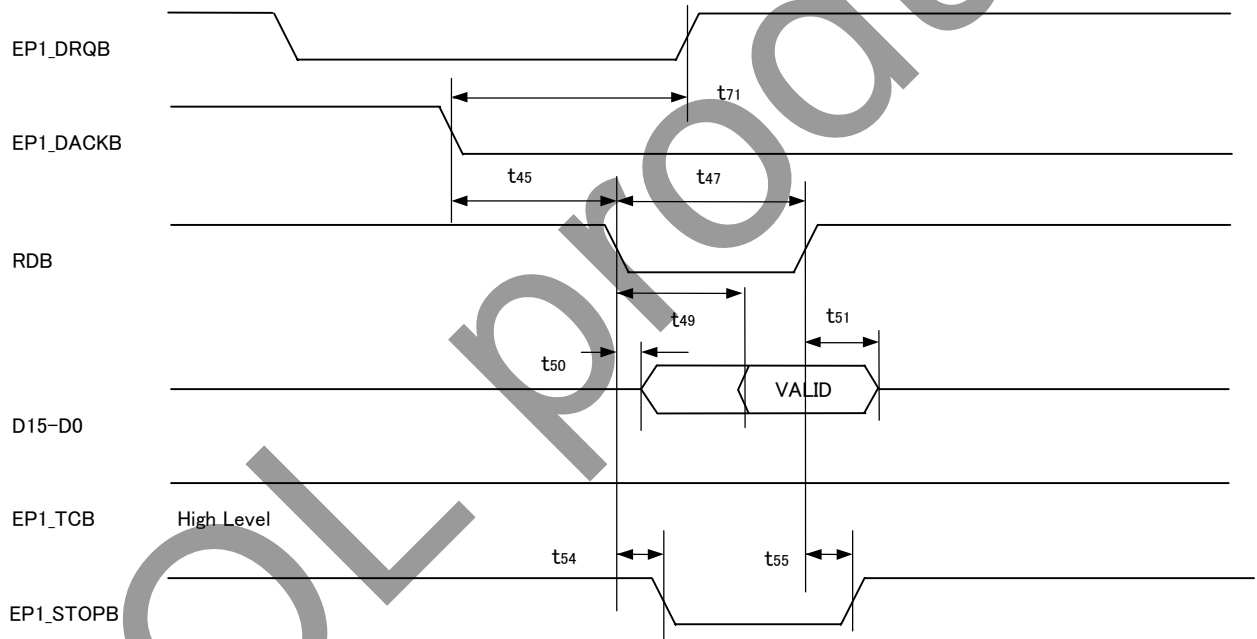 EP1_DRQB
t71
EP1_DACKB
t45
t47
RDB
t49
t51
t50
VALID
D15-D0
EP1_TCB
High Level
t54
t55
EP1_STOPB